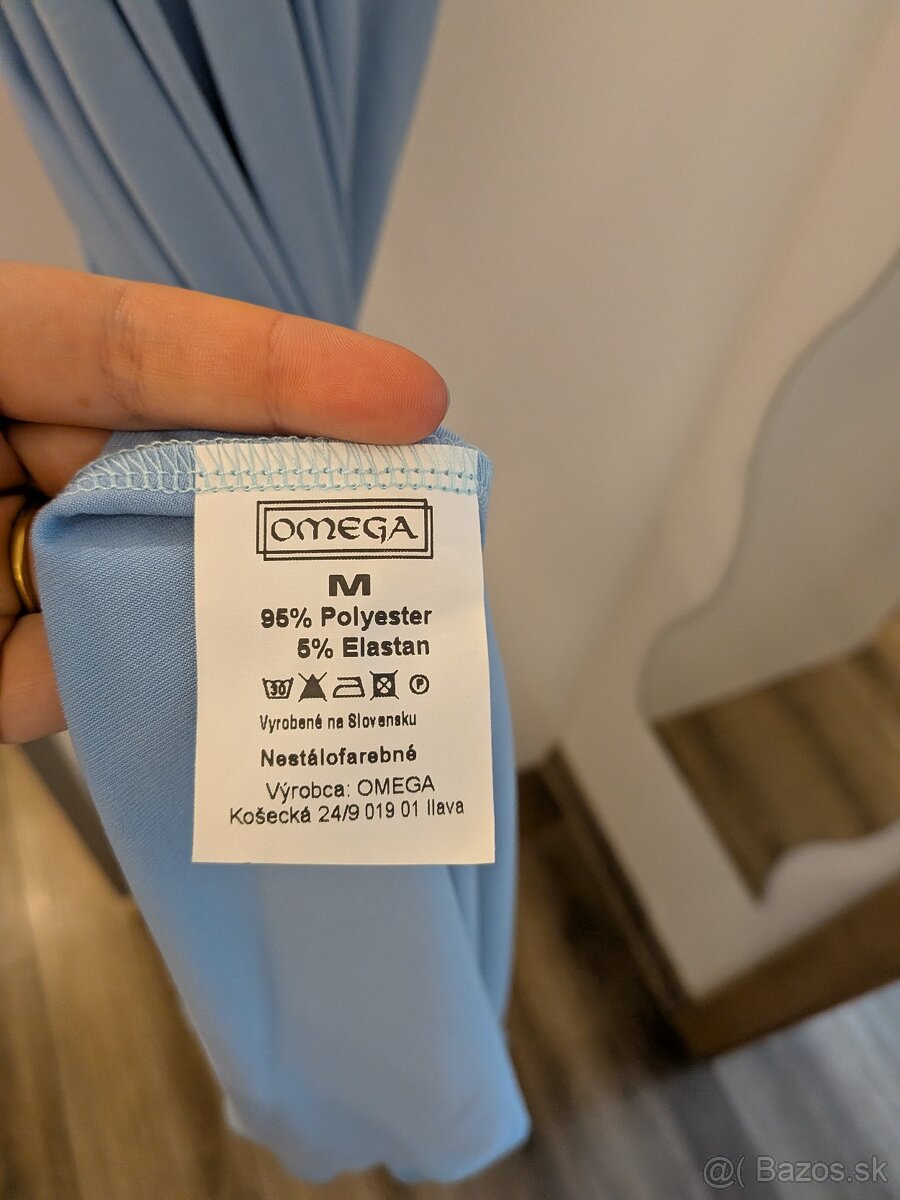 OMEGA
M
95% Polyester
5% Elastan
30 P
Vyrobené na Slovensku
Nestálofarebné
Výrobca: OMEGA
Košecká 24/9 019 01 Ilava
@( Bazos.sk